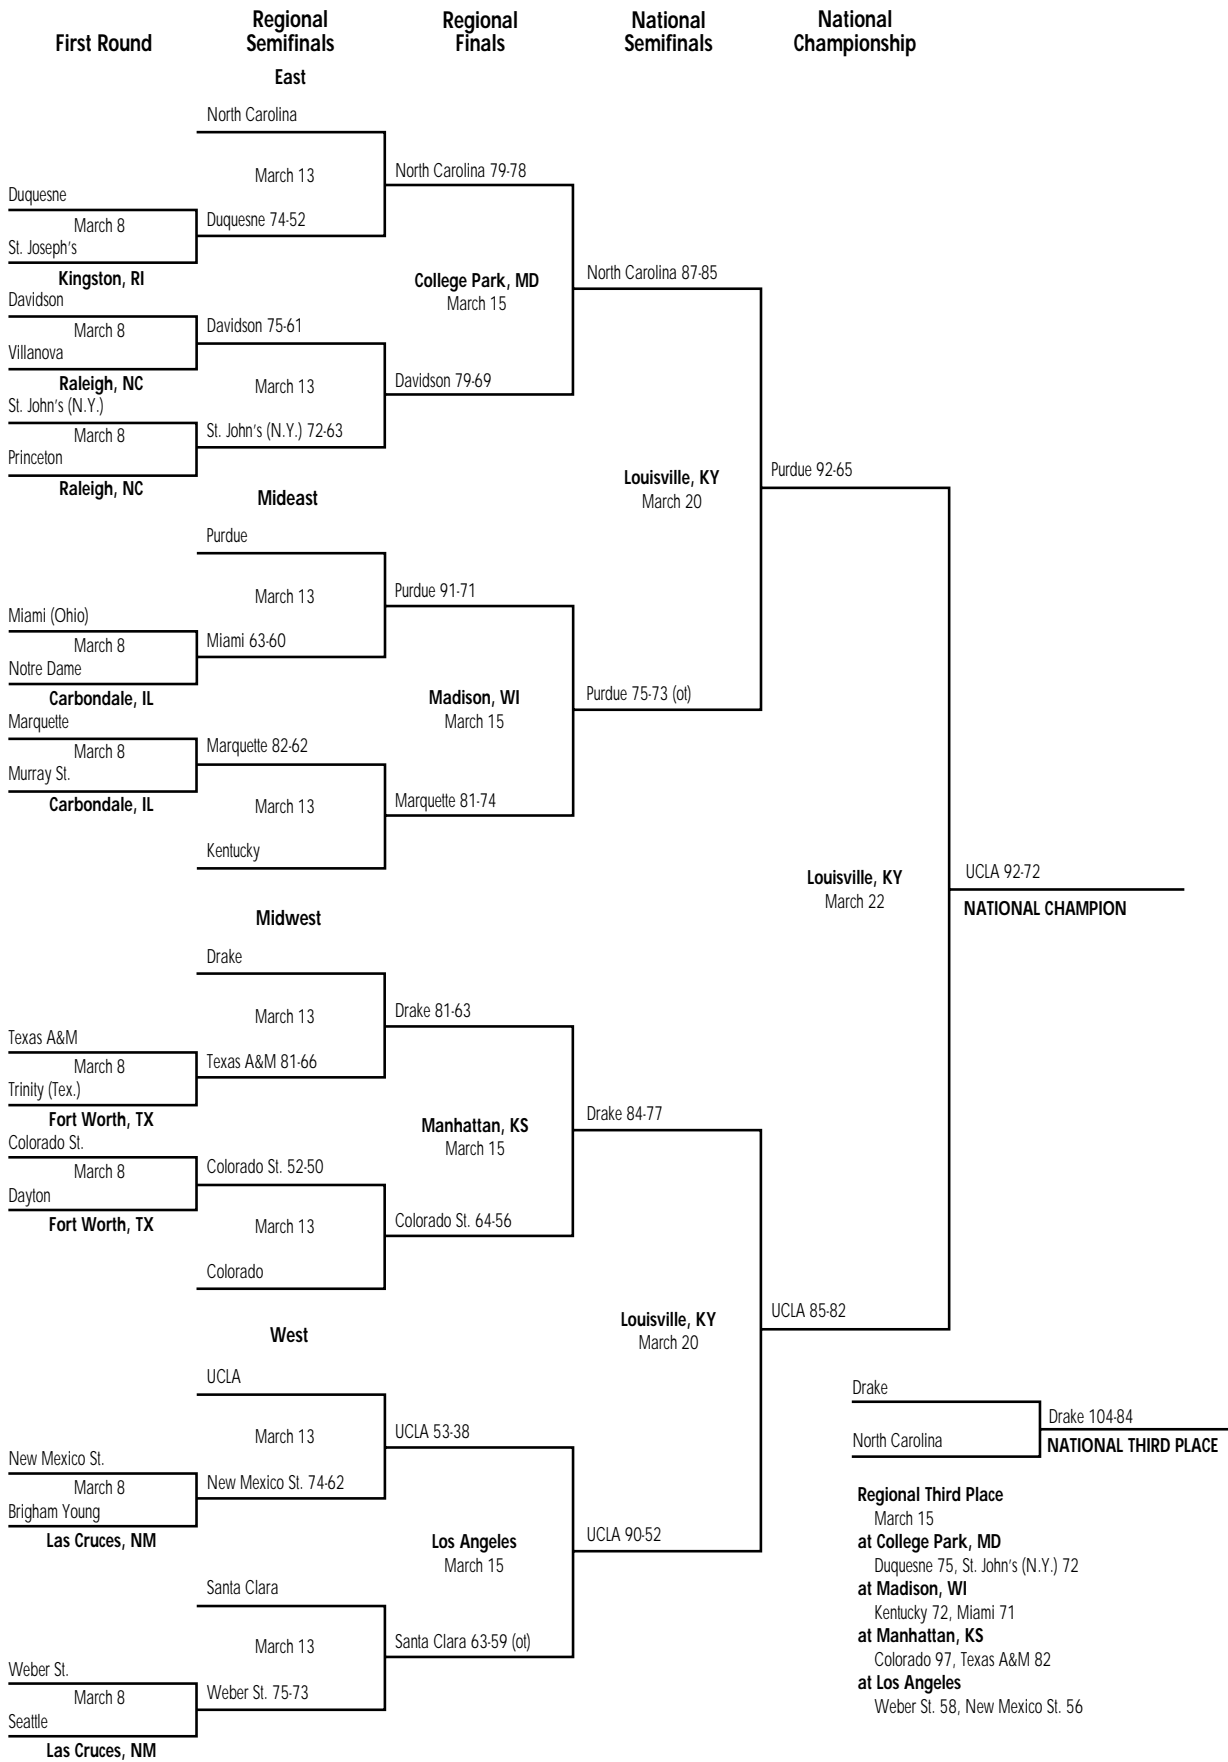 First Round
Regional
Semifinals
Regional
Finals
National
Semifinals
National
Championship
East
North Carolina
March 13
North Carolina 79-78
Duquesne
March 8
Duquesne 74-52
St. Joseph's
Kingston, RI
College Park, MD
March 15
North Carolina 87-85
Davidson
March 8
Davidson 75-61
Villanova
Raleigh, NC
March 13
Davidson 79-69
St. John's (N.Y.)
March 8
St. John's (N.Y.) 72-63
Princeton
Raleigh, NC
Louisville, KY
March 20
Purdue 92-65
Mideast
Purdue
March 13
Purdue 91-71
Miami (Ohio)
March 8
Miami 63-60
Notre Dame
Carbondale, IL
Madison, WI
March 15
Purdue 75-73 (ot)
Marquette
March 8
Marquette 82-62
Murray St.
Carbondale, IL
March 13
Marquette 81-74
Kentucky
Louisville, KY
March 22
UCLA 92-72
NATIONAL CHAMPION
Midwest
Drake
March 13
Drake 81-63
Texas A&M
March 8
Texas A&M 81-66
Trinity (Tex.)
Fort Worth, TX
Manhattan, KS
March 15
Drake 84-77
Colorado St.
March 8
Colorado St. 52-50
Dayton
Fort Worth, TX
March 13
Colorado St. 64-56
Colorado
Louisville, KY
March 20
UCLA 85-82
West
UCLA
March 13
UCLA 53-38
New Mexico St.
March 8
New Mexico St. 74-62
Brigham Young
Las Cruces, NM
Los Angeles
March 15
UCLA 90-52
Santa Clara
March 13
Santa Clara 63-59 (ot)
Weber St.
March 8
Weber St. 75-73
Seattle
Las Cruces, NM
Drake
Drake 104-84
North Carolina
NATIONAL THIRD PLACE
Regional Third Place
March 15
at College Park, MD
Duquesne 75, St. John's (N.Y.) 72
at Madison, WI
Kentucky 72, Miami 71
at Manhattan, KS
Colorado 97, Texas A&M 82
at Los Angeles
Weber St. 58, New Mexico St. 56